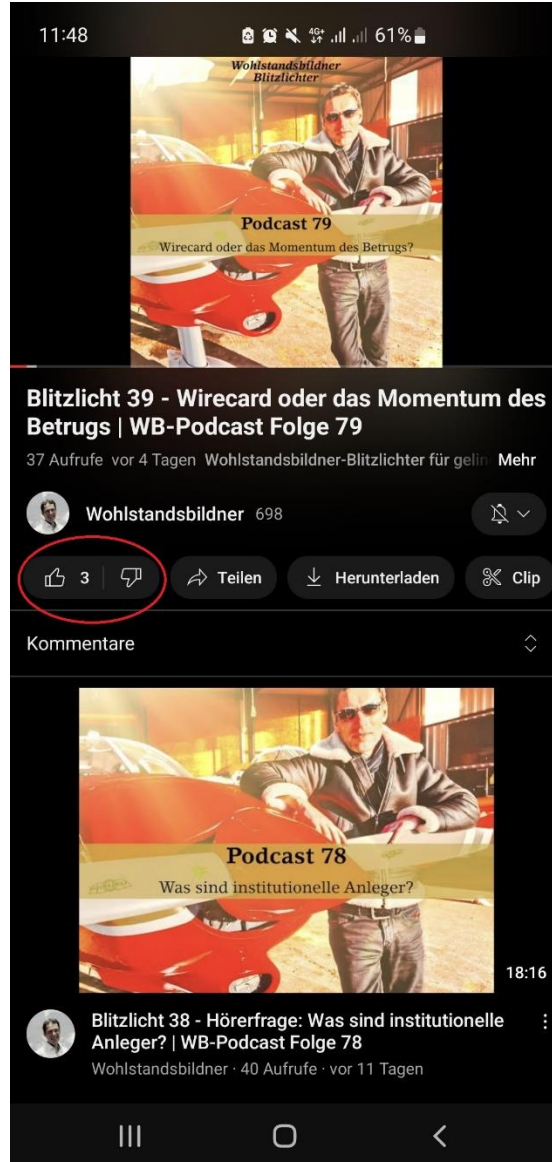 11:48
4G+ 61%
Wohlstandsbildner
Blitzlichter
Podcast 79
Wirecard oder das Momentum des Betrugs?
Blitzlicht 39 - Wirecard oder das Momentum des
Betrugs | WB-Podcast Folge 79
37 Aufrufe vor 4 Tagen Wohlstandsbildner-Blitzlichter für gelin Mehr
Wohlstandsbildner 698
3 Teilen Herunterladen Clip
Kommentare
Podcast 78
Was sind institutionelle Anleger?
18:16
Blitzlicht 38 - Hörerfrage: Was sind institutionelle
Anleger? | WB-Podcast Folge 78
Wohlstandsbildner · 40 Aufrufe · vor 11 Tagen